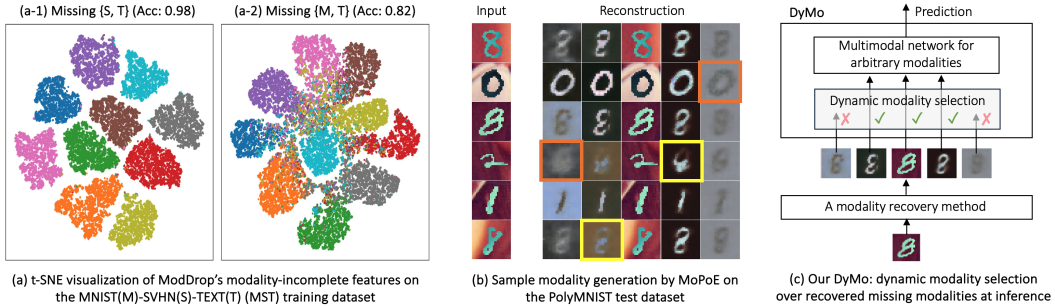 (a-1) Missing {S, T} (Acc: 0.98)
(a-2) Missing {M, T} (Acc: 0.82)
(a) t-SNE visualization of ModDrop's modality-incomplete features on
the MNIST(M)-SVHN(S)-TEXT(T) (MST) training dataset
Input
Reconstruction
(b) Sample modality generation by MoPoE on
the PolyMNIST test dataset
DyMo
Prediction
Multimodal network for
arbitrary modalities
Dynamic modality selection
✗ ✓ ✓ ✓ ✗
A modality recovery method
(c) Our DyMo: dynamic modality selection
over recovered missing modalities at inference